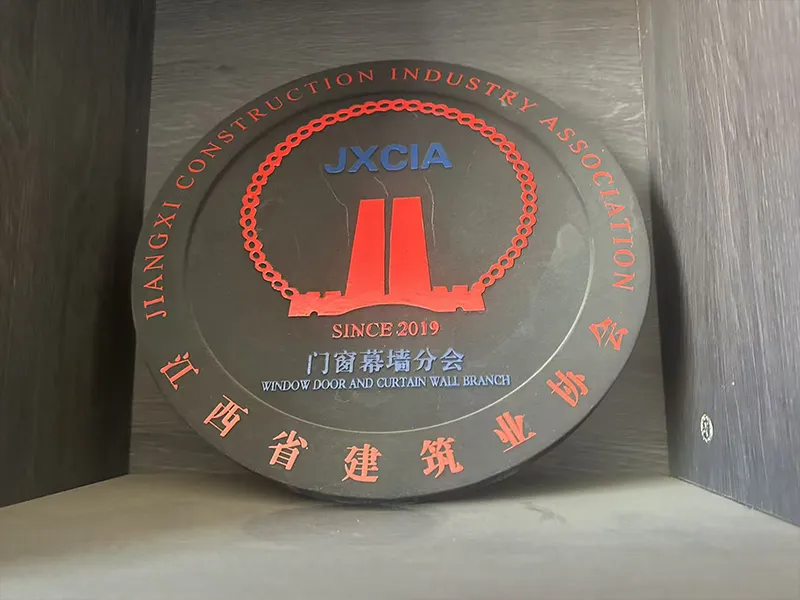 JIANGXI CONSTRUCTION INDUSTRY ASSOCIATION
JXCIA
SINCE 2019
门窗幕墙分会
WINDOW DOOR AND CURTAIN WALL BRANCH
江西省建筑业协会